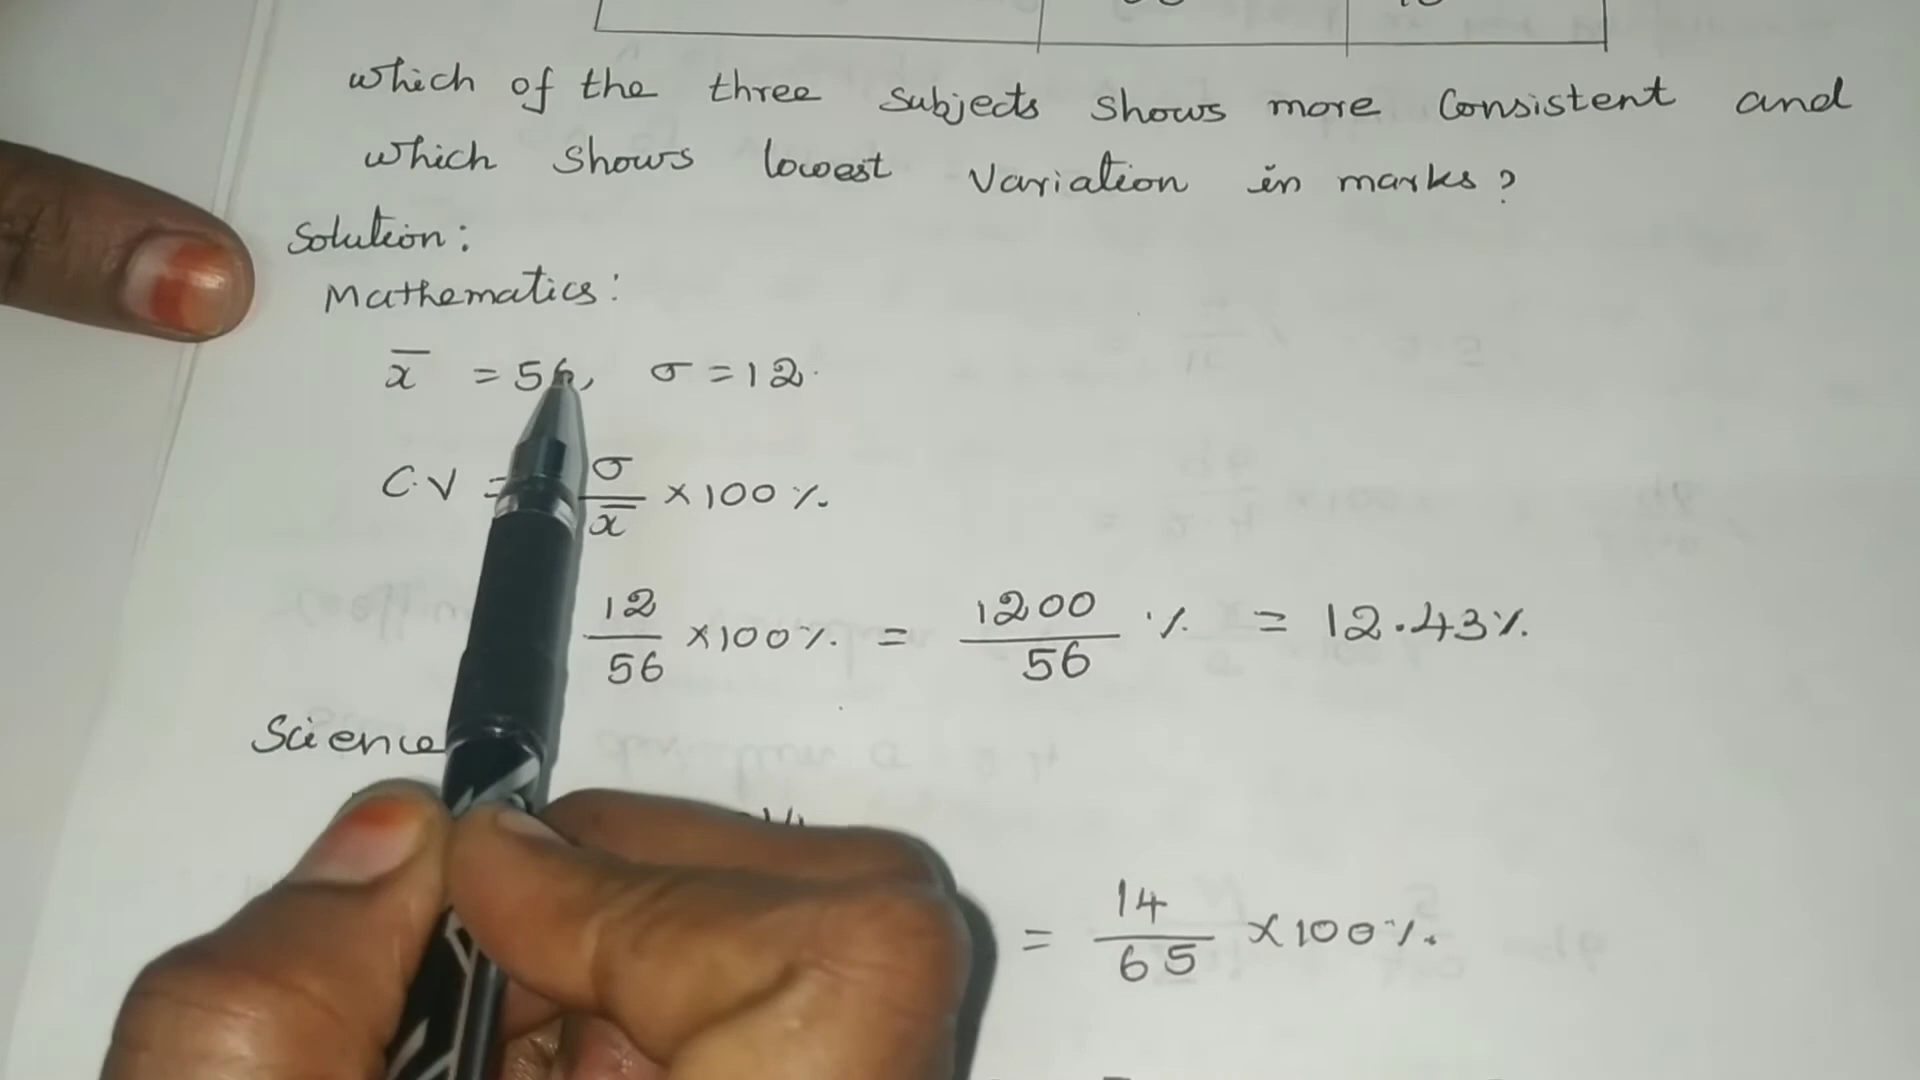 which of the three subjects shows more Consistent and
which shows lowest Variation in marks?
Solution:
Mathematics:
x̄ = 56, σ = 12.
C.V = σ/x̄ × 100 %.
12/56 × 100 % = 1200/56 % = 12.43 %.
Science
= 14/65 × 100 %.